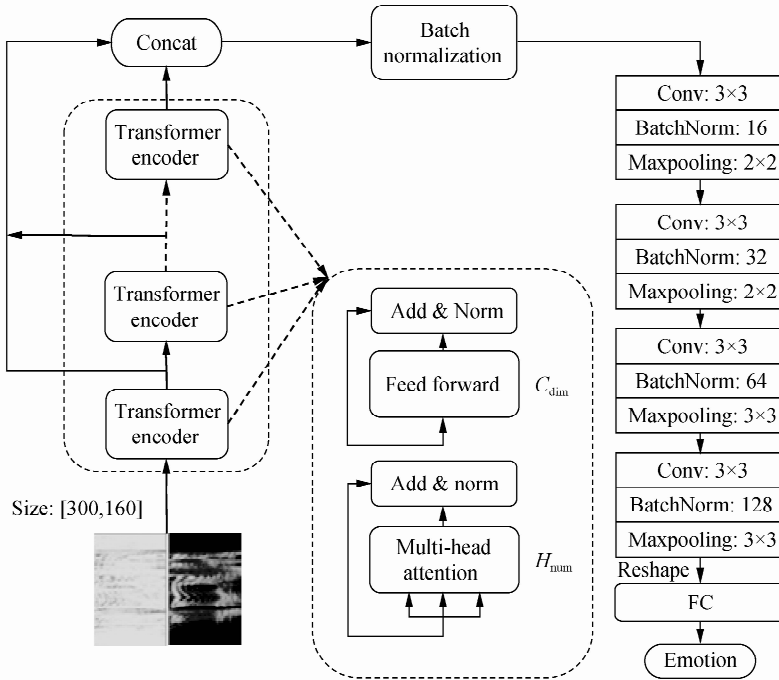 Concat
Batch
normalization
Transformer
encoder
Transformer
encoder
Transformer
encoder
Size: [300,160]
Add & Norm
Feed forward
C_dim
Add & norm
Multi-head
attention
H_num
Conv: 3×3
BatchNorm: 16
Maxpooling: 2×2
Conv: 3×3
BatchNorm: 32
Maxpooling: 2×2
Conv: 3×3
BatchNorm: 64
Maxpooling: 3×3
Conv: 3×3
BatchNorm: 128
Maxpooling: 3×3
Reshape
FC
Emotion